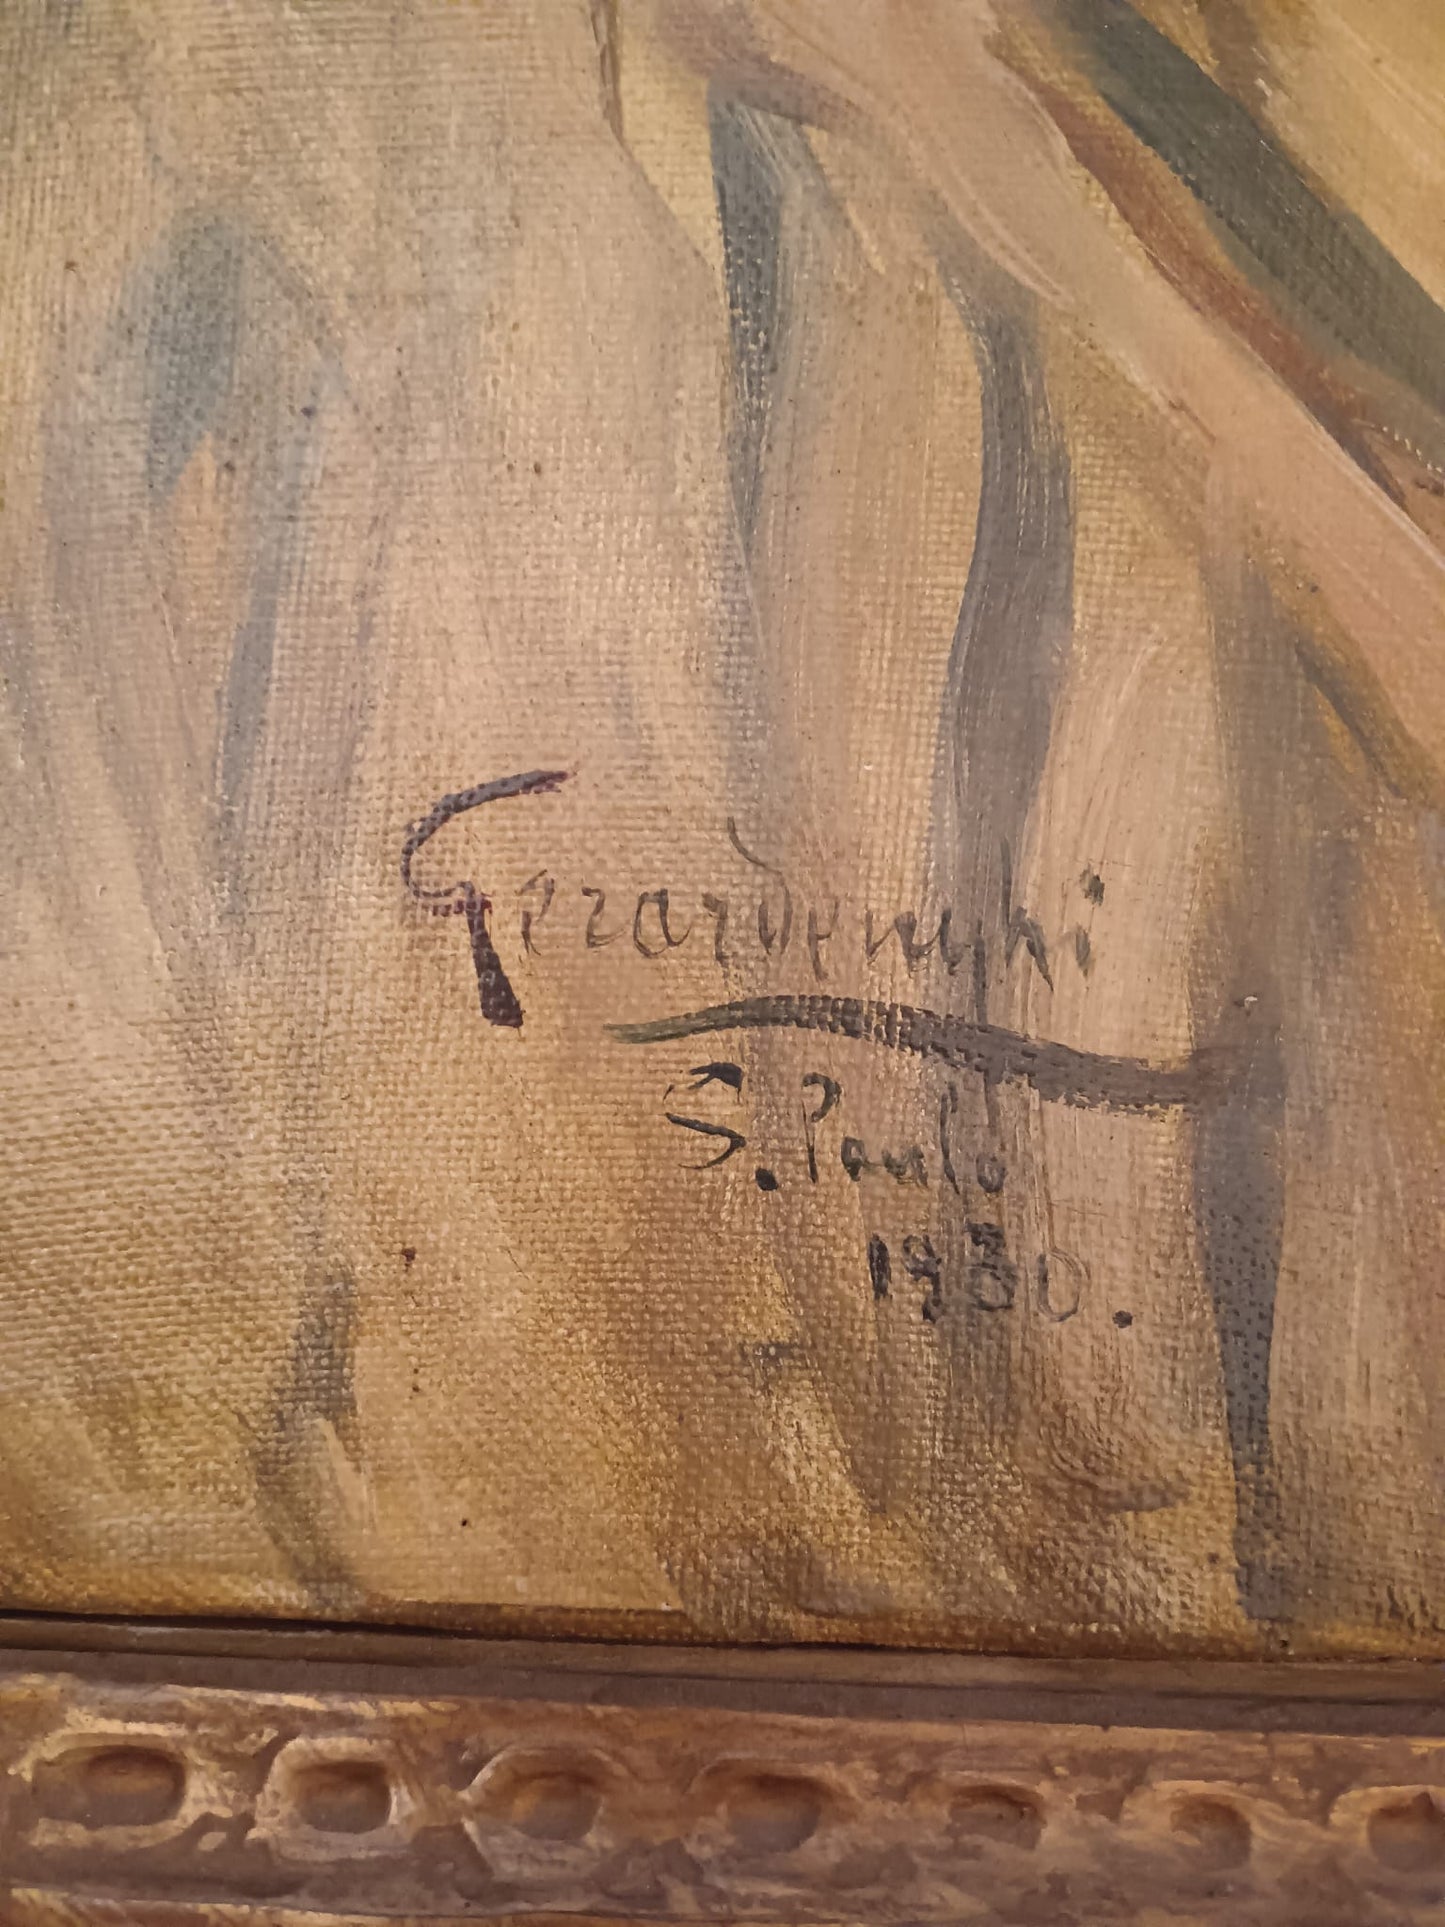 Gerardenghi
S. Paulo
1930.